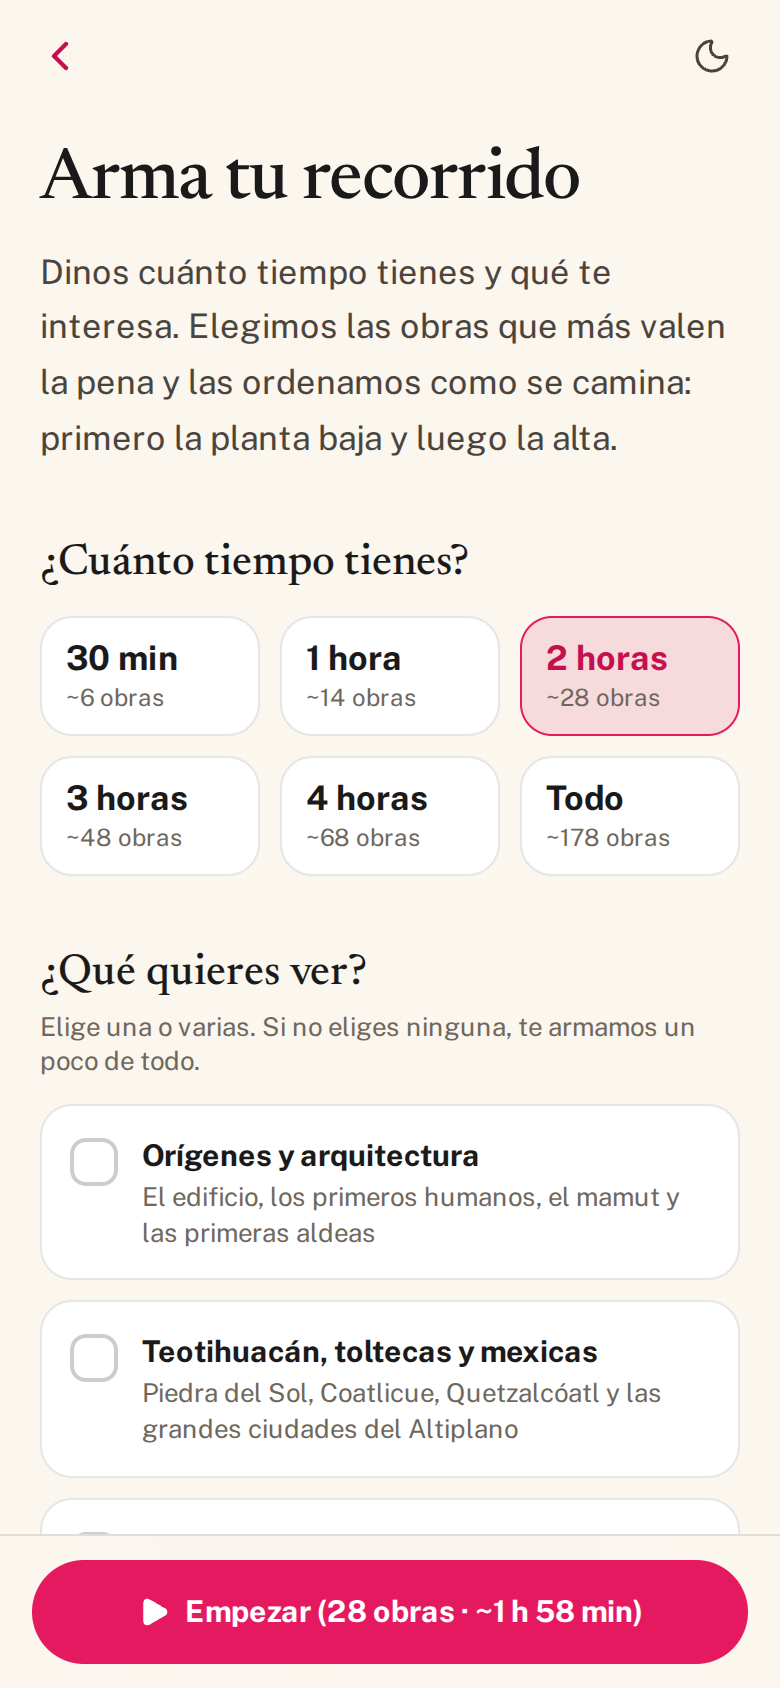 Arma tu recorrido
Dinos cuánto tiempo tienes y qué te
interesa. Elegimos las obras que más valen
la pena y las ordenamos como se camina:
primero la planta baja y luego la alta.
¿Cuánto tiempo tienes?
30 min
~6 obras
1 hora
~14 obras
2 horas
~28 obras
3 horas
~48 obras
4 horas
~68 obras
Todo
~178 obras
¿Qué quieres ver?
Elige una o varias. Si no eliges ninguna, te armamos un
poco de todo.
Orígenes y arquitectura
El edificio, los primeros humanos, el mamut y
las primeras aldeas
Teotihuacán, toltecas y mexicas
Piedra del Sol, Coatlicue, Quetzalcóatl y las
grandes ciudades del Altiplano
Empezar (28 obras · ~1 h 58 min)